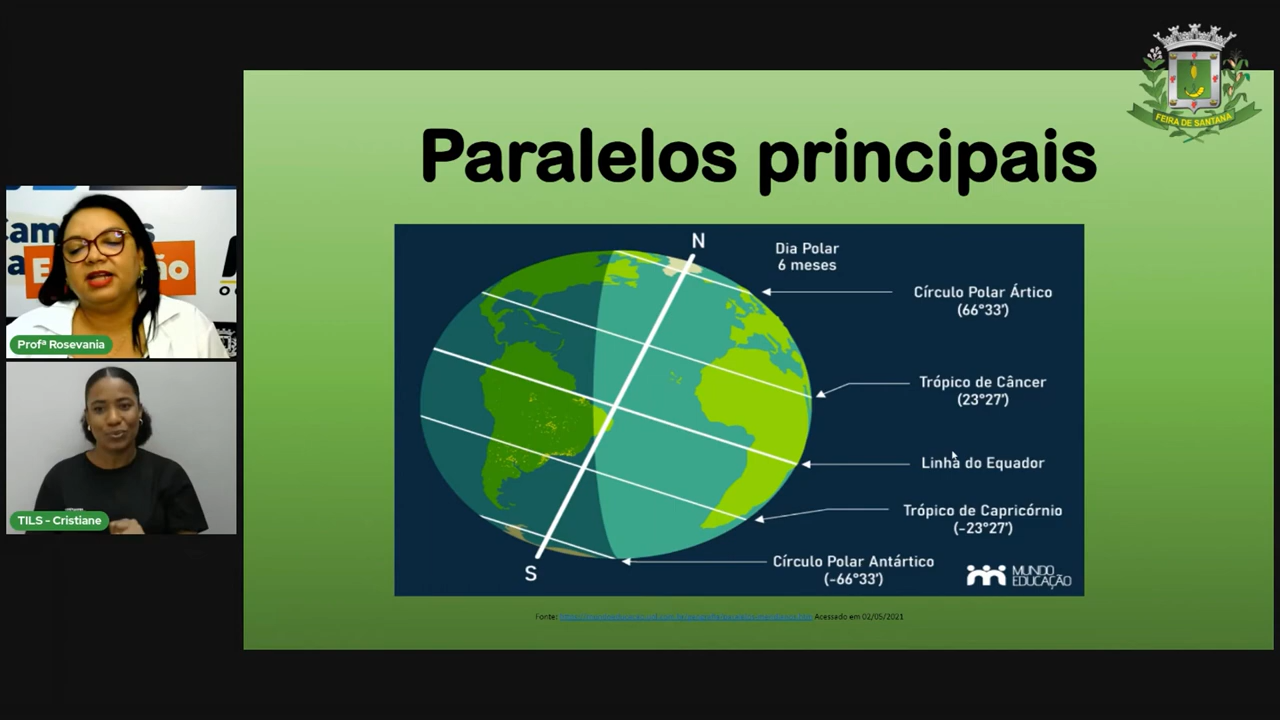 FEIRA DE SANTANA
Paralelos principais
N
Dia Polar
6 meses
Círculo Polar Ártico
(66°33')
Trópico de Câncer
(23°27')
Linha do Equador
Trópico de Capricórnio
(-23°27')
Círculo Polar Antártico
(-66°33')
S
MUNDO
EDUCAÇÃO
Fonte: Acessado em 02/05/2021
Profª Rosevania
TILS - Cristiane